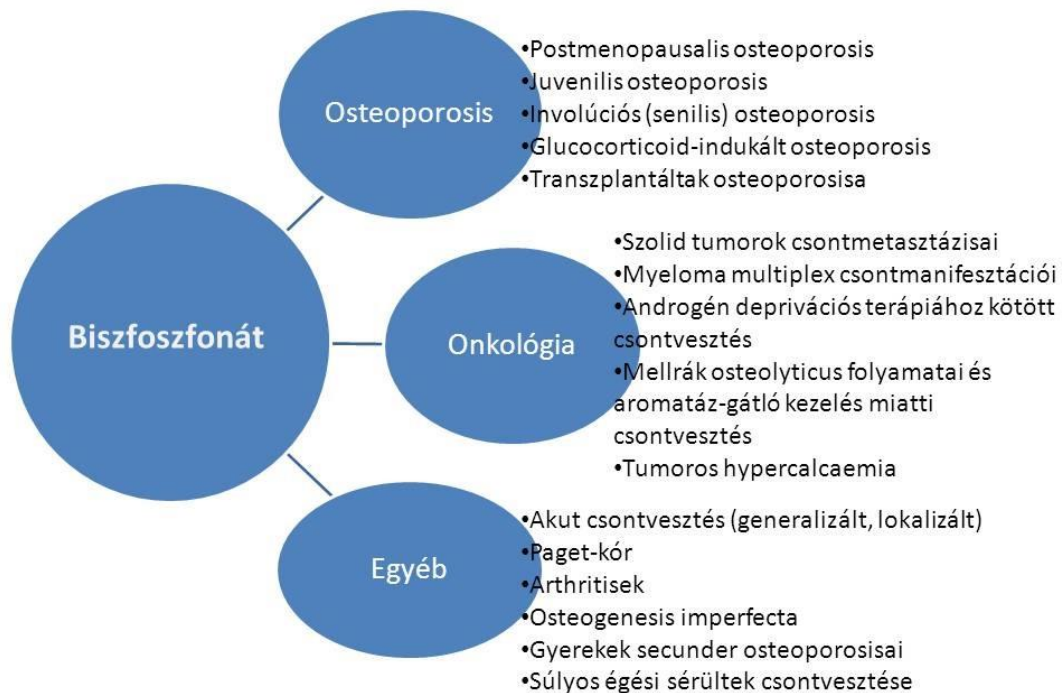 Biszfoszfonát
Osteoporosis
•Postmenopausalis osteoporosis
•Juvenilis osteoporosis
•Involúciós (senilis) osteoporosis
•Glucocorticoid-indukált osteoporosis
•Transzplantáltak osteoporosisa
Onkológia
•Szolid tumorok csontmetasztázisai
•Myeloma multiplex csontmanifesztációi
•Androgén deprivációs terápiához kötött
csontvesztés
•Mellrák osteolyticus folyamatai és
aromatáz-gátló kezelés miatti
csontvesztés
•Tumoros hypercalcaemia
Egyéb
•Akut csontvesztés (generalizált, lokalizált)
•Paget-kór
•Arthritisek
•Osteogenesis imperfecta
•Gyerekek secunder osteoporosisai
•Súlyos égési sérültek csontvesztése